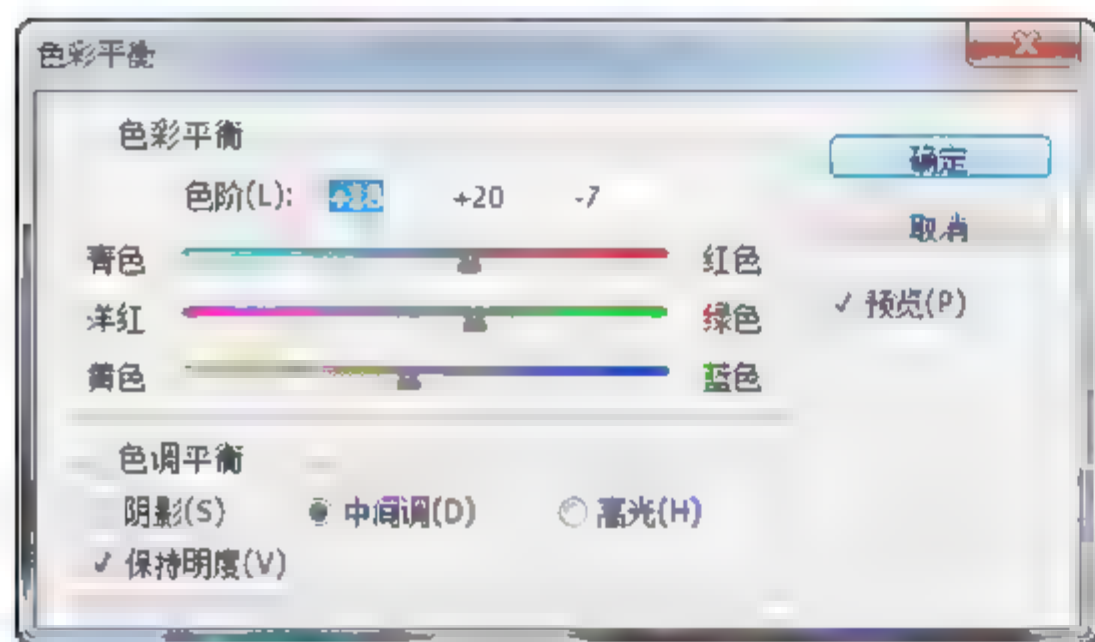 色彩平衡
色彩平衡
确定
色阶(L): +20 -7
取消
青色 红色
洋红 绿色
预览(P)
黄色 蓝色
色调平衡
阴影(S) 中间调(D) 高光(H)
✓ 保持明度(V)